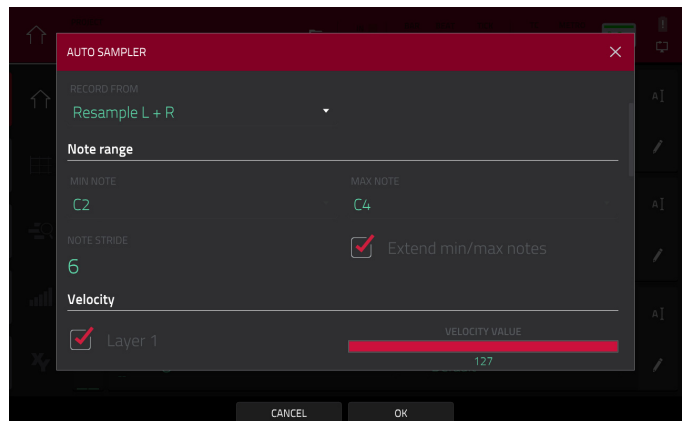 AUTO SAMPLER
RECORD FROM
Resample L + R
Note range
MIN NOTE
MAX NOTE
C2
C4
NOTE STRIDE
Extend min/max notes
6
Velocity
Layer 1
VELOCITY VALUE
127
CANCEL
OK
A
A
A
XY